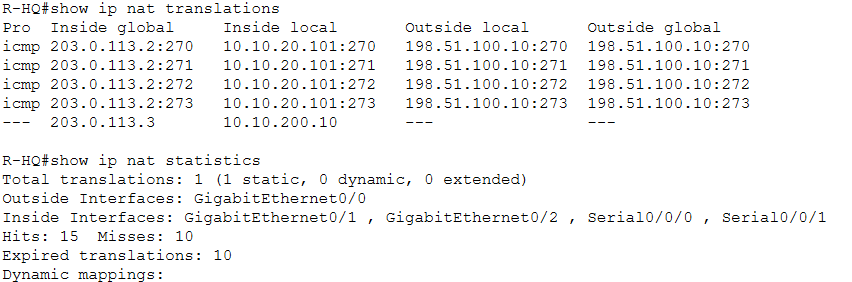 R-HQ#show ip nat translations
Pro  Inside global     Inside local       Outside local      Outside global
icmp 203.0.113.2:270   10.10.20.101:270   198.51.100.10:270  198.51.100.10:270
icmp 203.0.113.2:271   10.10.20.101:271   198.51.100.10:271  198.51.100.10:271
icmp 203.0.113.2:272   10.10.20.101:272   198.51.100.10:272  198.51.100.10:272
icmp 203.0.113.2:273   10.10.20.101:273   198.51.100.10:273  198.51.100.10:273
---  203.0.113.3       10.10.200.10       ---                ---
R-HQ#show ip nat statistics
Total translations: 1 (1 static, 0 dynamic, 0 extended)
Outside Interfaces: GigabitEthernet0/0
Inside Interfaces: GigabitEthernet0/1 , GigabitEthernet0/2 , Serial0/0/0 , Serial0/0/1
Hits: 15  Misses: 10
Expired translations: 10
Dynamic mappings: